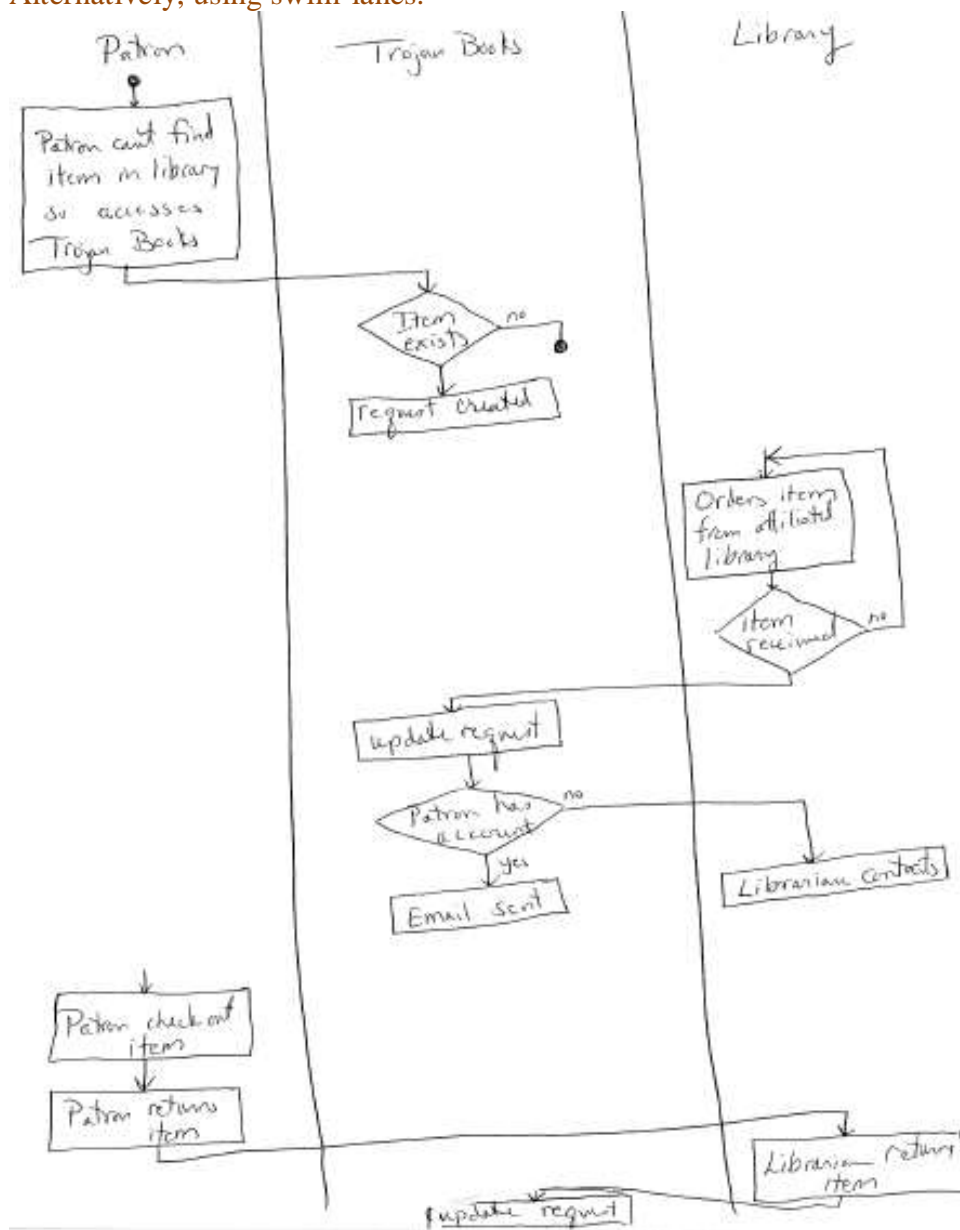 Alternatively, using swim lanes:
Patron
Trojan Books
Library
Patron can't find
item in library
so accesses
Trojan Books
Item
exists
no
request created
Orders item
from affiliated
library
item
received
no
update request
Patron has
account
no
yes
Email sent
Librarian contacts
Patron check out
item
Patron returns
item
Librarian return
item
update request